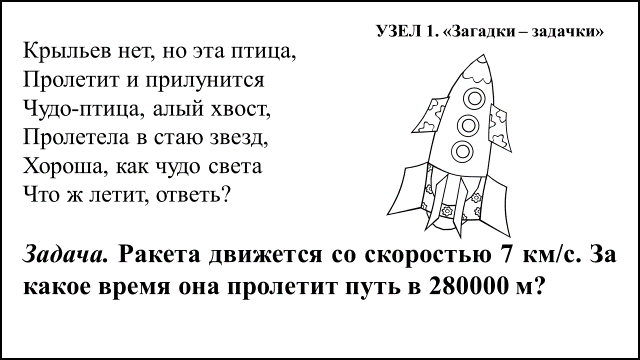 УЗЕЛ 1. «Загадки – задачки»
Крыльев нет, но эта птица,
Пролетит и прилунится
Чудо-птица, алый хвост,
Пролетела в стаю звезд,
Хороша, как чудо света
Что ж летит, ответь?
Задача. Ракета движется со скоростью 7 км/с. За
какое время она пролетит путь в 280000 м?